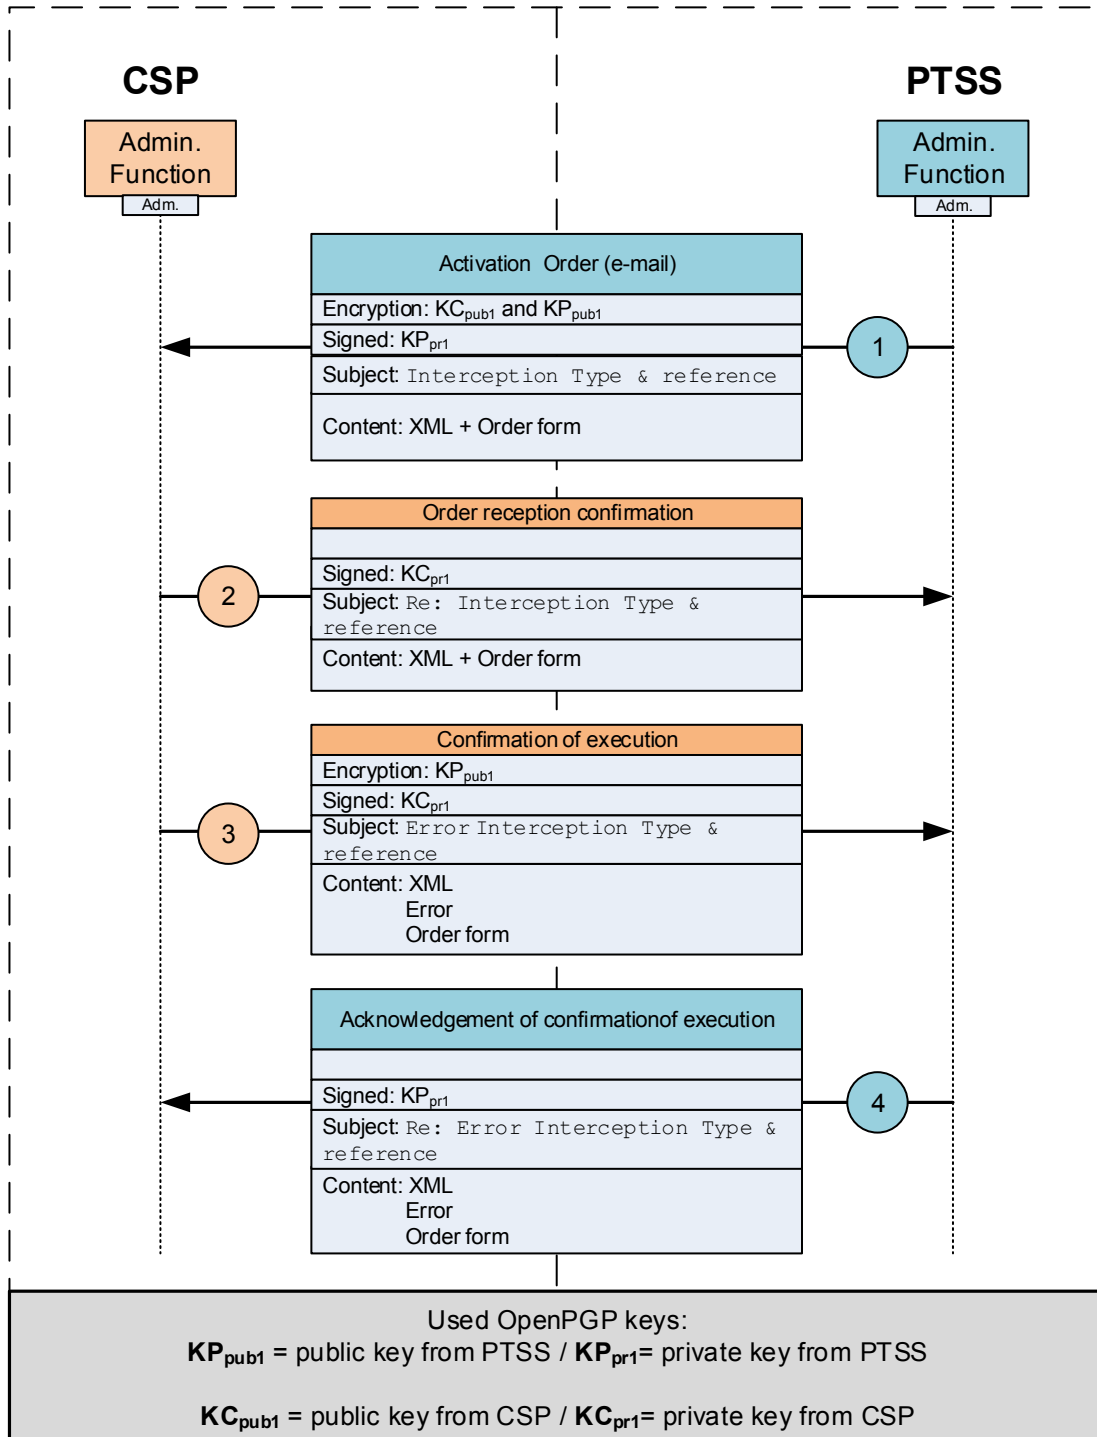 CSP
PTSS
Admin.
Function
Adm.
Admin.
Function
Adm.
Activation Order (e-mail)
Encryption: KCpub1 and KPpub1
Signed: KPpr1
Subject: Interception Type & reference
Content: XML + Order form
1
Order reception confirmation
Signed: KCpr1
2
Subject: Re: Interception Type &
reference
Content: XML + Order form
Confirmation of execution
Encryption: KPpub1
Signed: KCpr1
3
Subject: Error Interception Type &
reference
Content: XML
Error
Order form
Acknowledgement of confirmationof execution
Signed: KPpr1
4
Subject: Re: Error Interception Type &
reference
Content: XML
Error
Order form
Used OpenPGP keys:
KPpub1 = public key from PTSS / KPpr1= private key from PTSS
KCpub1 = public key from CSP / KCpr1= private key from CSP